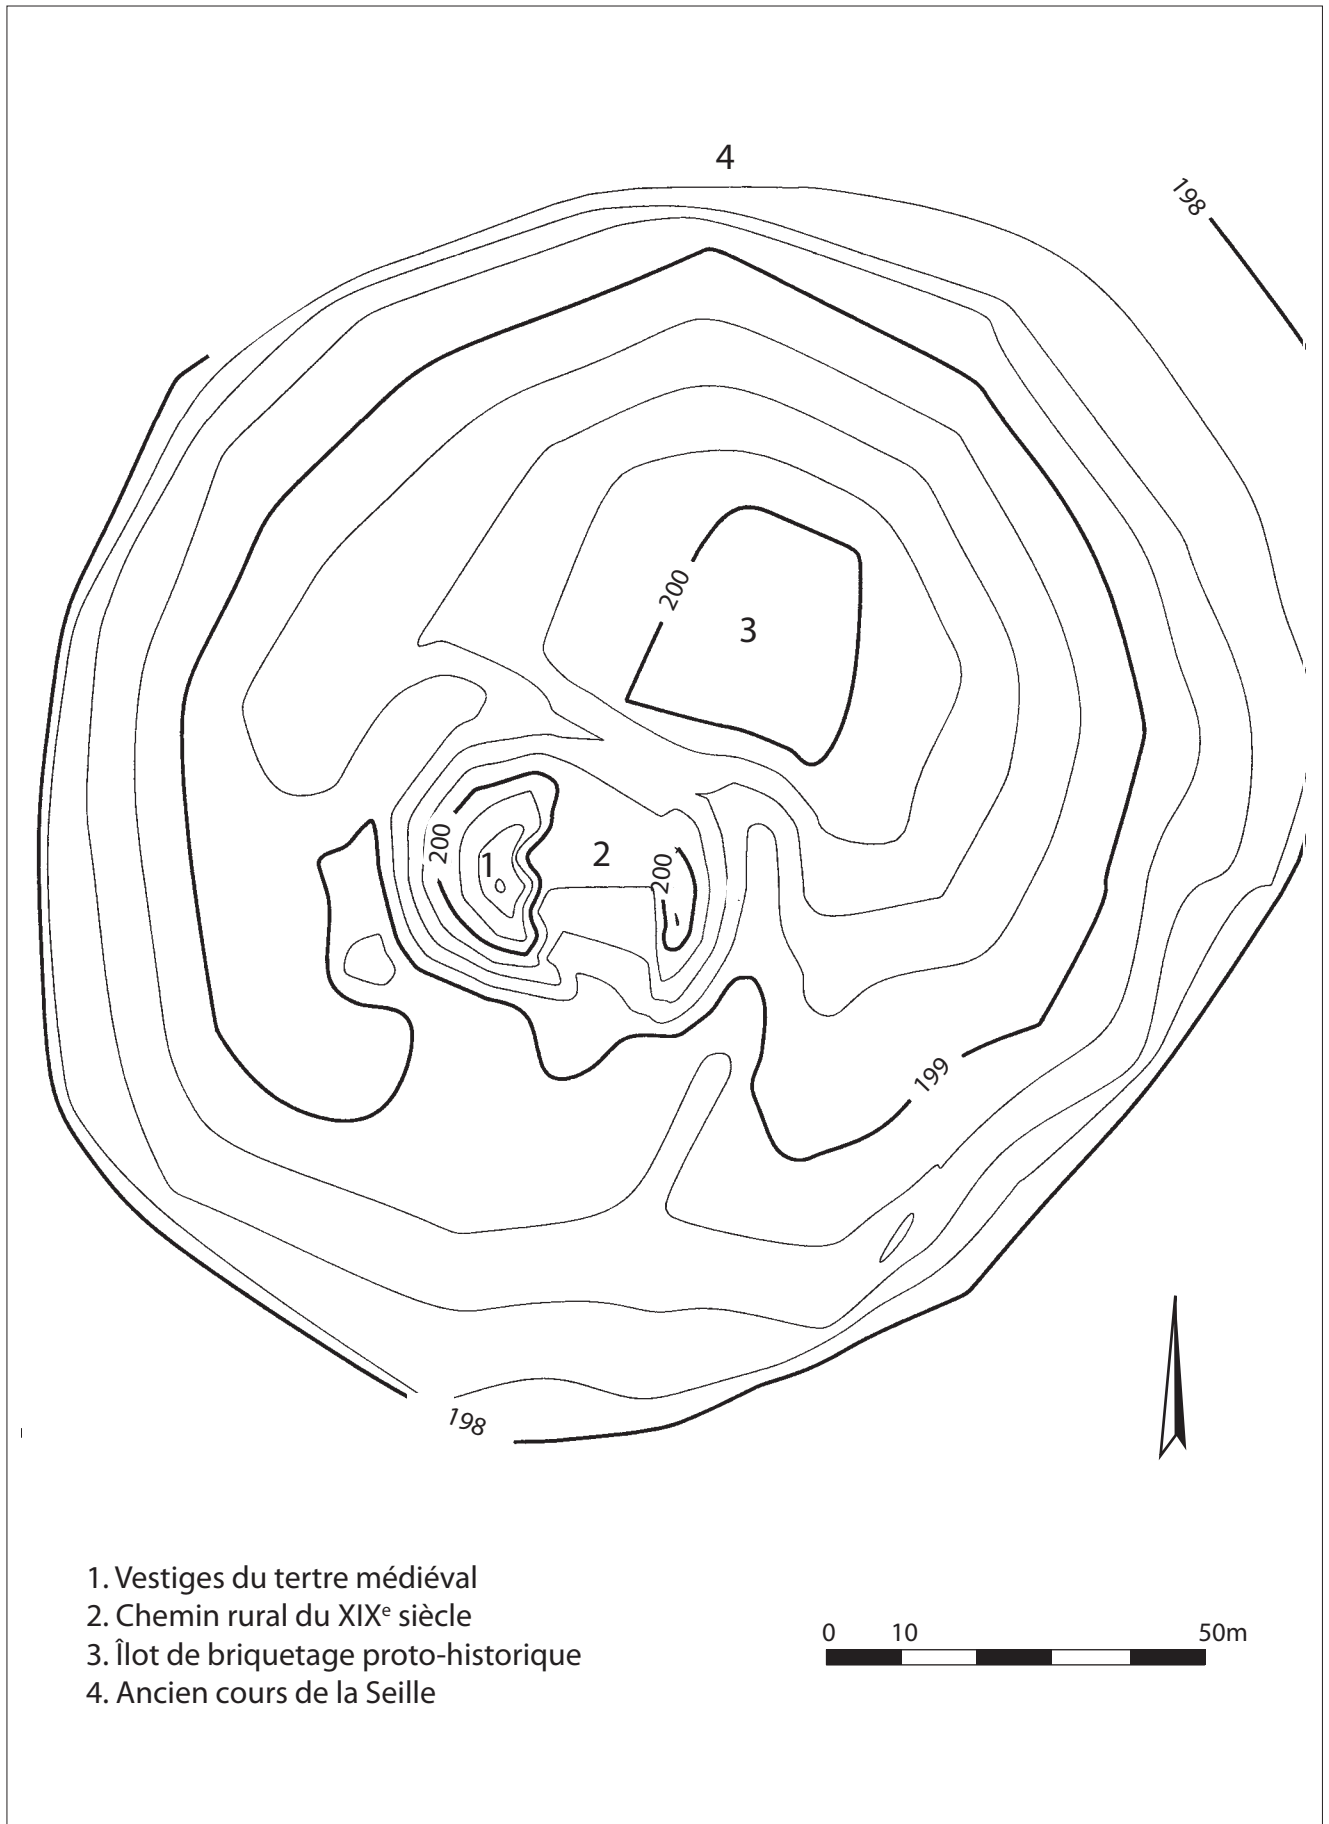 4
198
200
3
200
1
2
200
199
198
1. Vestiges du tertre médiéval
2. Chemin rural du XIXe siècle
3. Îlot de briquetage proto-historique
4. Ancien cours de la Seille
0 10 50m